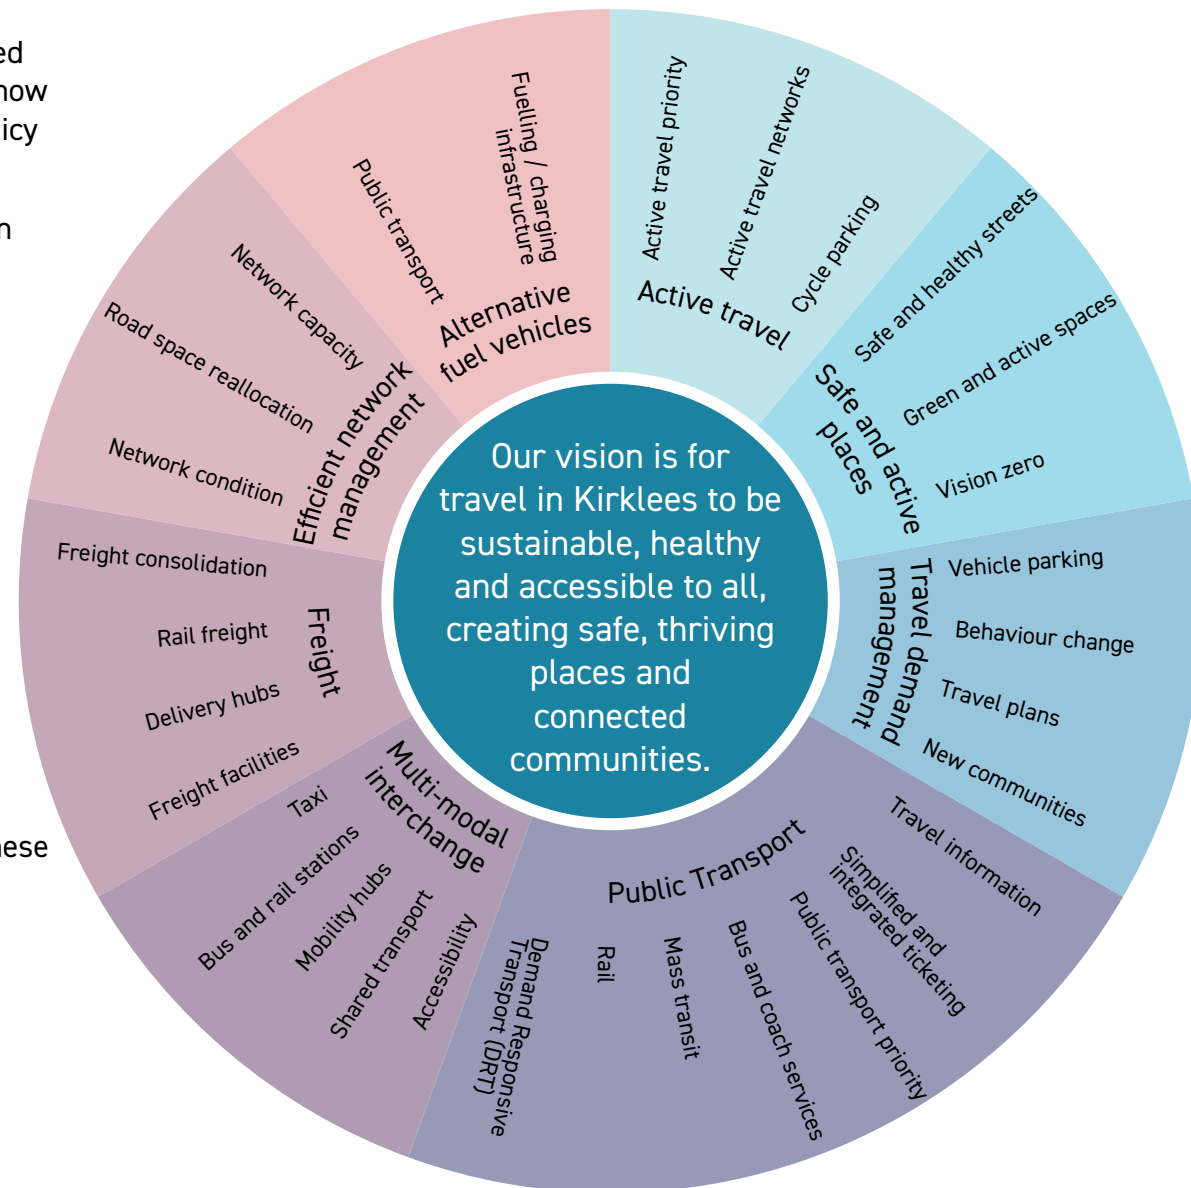 ed
how
icy
n
hese
Our vision is for
travel in Kirklees to be
sustainable, healthy
and accessible to all,
creating safe, thriving
places and
connected
communities.
Active travel
Active travel priority
Active travel networks
Cycle parking
Safe and active
places
Safe and healthy streets
Green and active spaces
Vision zero
Travel demand
management
Vehicle parking
Behaviour change
Travel plans
New communities
Public Transport
Travel information
Simplified and
integrated ticketing
Public transport priority
Bus and coach services
Mass transit
Rail
Demand Responsive
Transport (DRT)
Multi-modal
interchange
Accessibility
Shared transport
Mobility hubs
Bus and rail stations
Taxi
Freight
Freight facilities
Delivery hubs
Rail freight
Freight consolidation
Efficient network
management
Network condition
Road space reallocation
Network capacity
Alternative
fuel vehicles
Public transport
Fuelling / charging
infrastructure